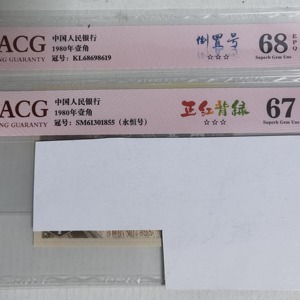 ACG
NG GUARANTY
中国人民银行
1980年壹角
冠号: KL68698619
倒置号
☆☆☆
68
EPQ
Superb Gem Unc
ACG
NG GUARANTY
中国人民银行
1980年壹角
冠号: SM61301855 (永恒号)
正红背绿
☆☆☆
67
Superb Gem Unc